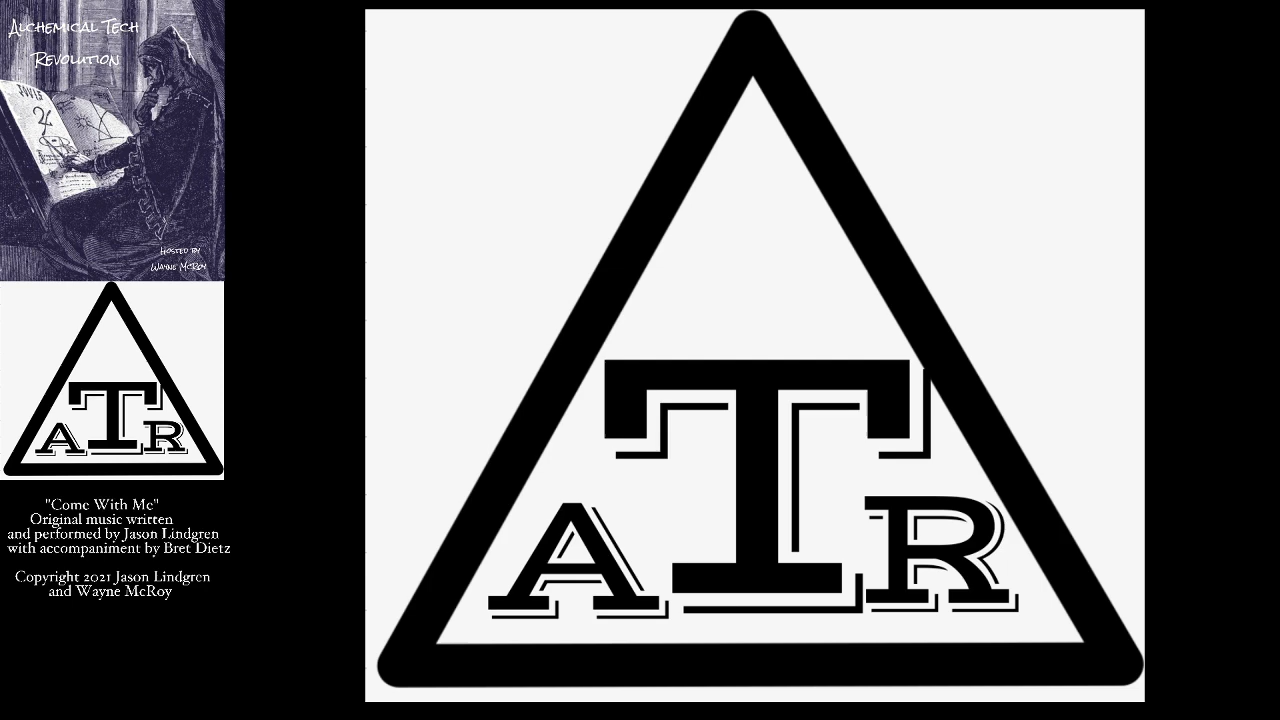 Alchemical Tech
Revolution
Hosted by
Wayne McRoy
ATR
"Come With Me"
Original music written
and performed by Jason Lindgren
with accompaniment by Bret Dietz
Copyright 2021 Jason Lindgren
and Wayne McRoy
ATR